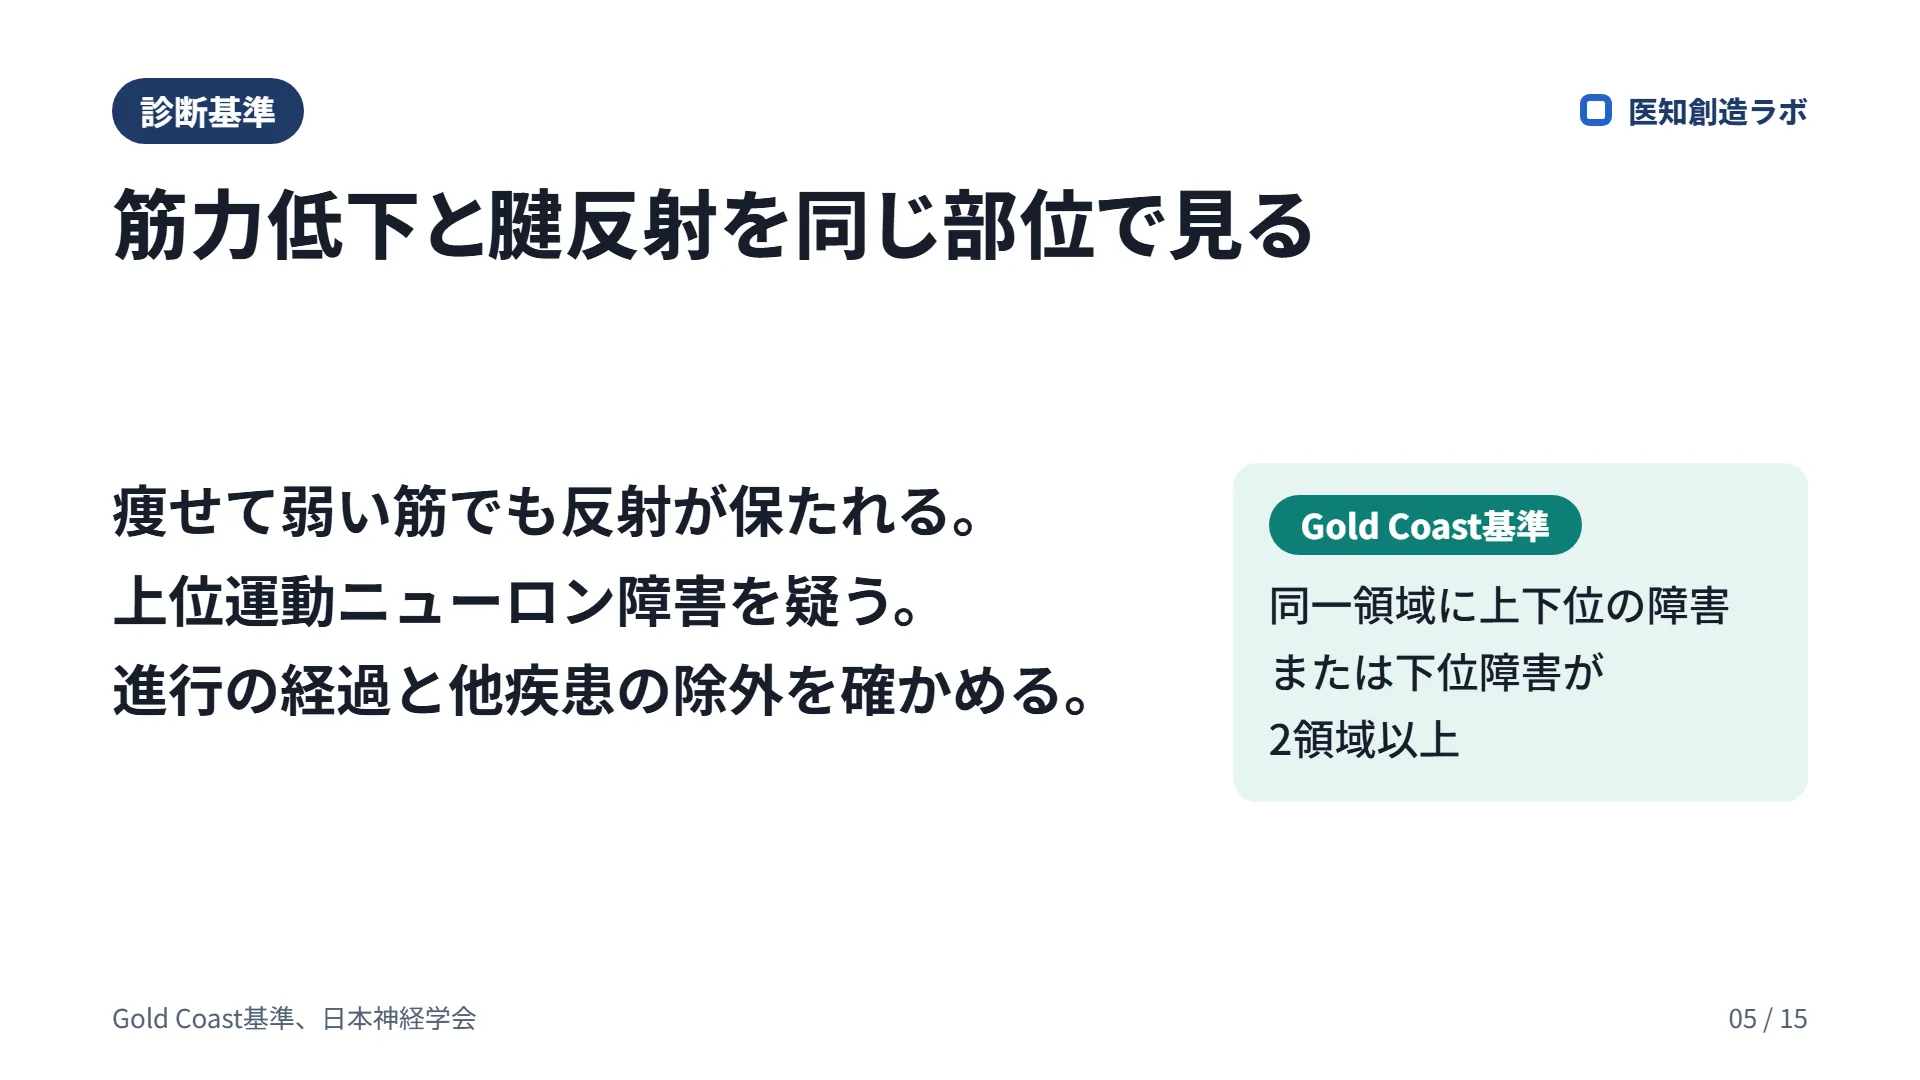 診断基準
医知創造ラボ
筋力低下と腱反射を同じ部位で見る
痩せて弱い筋でも反射が保たれる。
上位運動ニューロン障害を疑う。
進行の経過と他疾患の除外を確かめる。
Gold Coast基準
同一領域に上下位の障害
または下位障害が
2領域以上
Gold Coast基準、日本神経学会
05 / 15